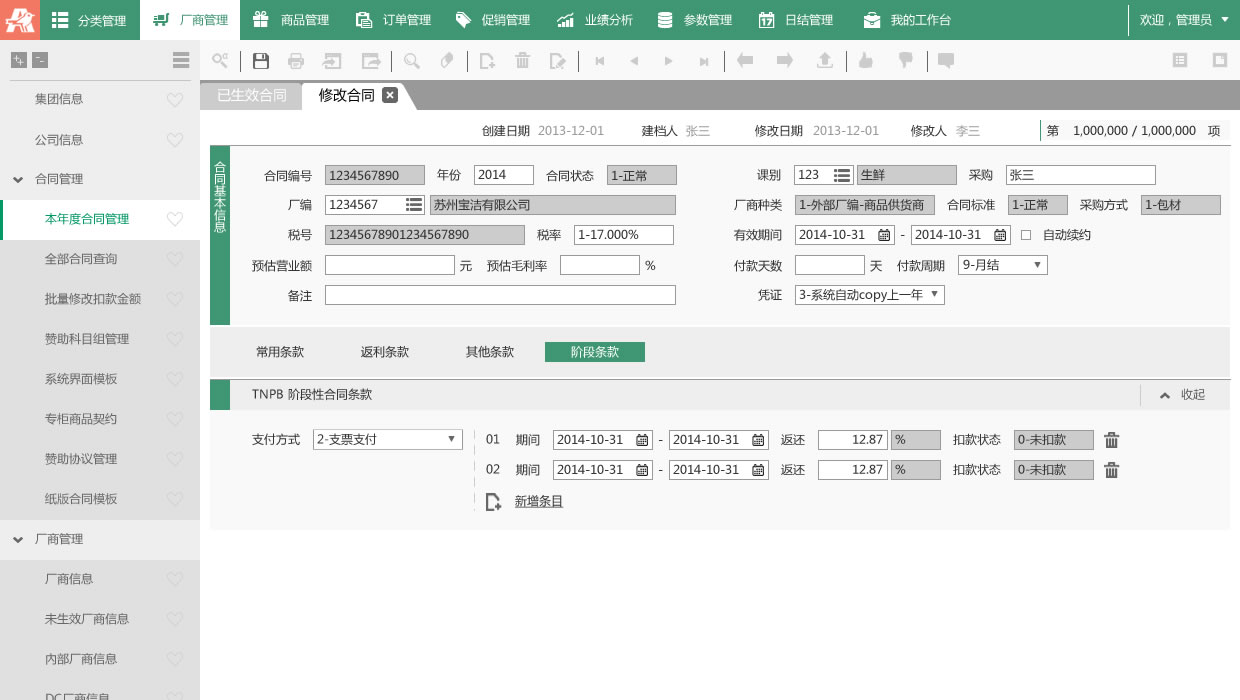 分类管理 厂商管理 商品管理 订单管理 促销管理 业绩分析 参数管理 日结管理 我的工作台 欢迎，管理员
集团信息
公司信息
合同管理
本年度合同管理
全部合同查询
批量修改扣款金额
赞助科目组管理
系统界面模板
专柜商品契约
赞助协议管理
纸版合同模板
厂商管理
厂商信息
未生效厂商信息
内部厂商信息
DC厂商信息
已生效合同 修改合同
创建日期 2013-12-01 建档人 张三 修改日期 2013-12-01 修改人 李三 第 1,000,000 / 1,000,000 项
合同基本信息
合同编号 1234567890 年份 2014 合同状态 1-正常 课别 123 生鲜 采购 张三
厂编 1234567 苏州宝洁有限公司 厂商种类 1-外部厂编-商品供货商 合同标准 1-正常 采购方式 1-包材
税号 12345678901234567890 税率 1-17.000% 有效期间 2014-10-31 - 2014-10-31 自动续约
预估营业额 元 预估毛利率 % 付款天数 天 付款周期 9-月结
备注 凭证 3-系统自动copy上一年
常用条款 返利条款 其他条款 阶段条款
TNPB 阶段性合同条款 收起
支付方式 2-支票支付 01 期间 2014-10-31 - 2014-10-31 返还 12.87 % 扣款状态 0-未扣款
02 期间 2014-10-31 - 2014-10-31 返还 12.87 % 扣款状态 0-未扣款
新增条目